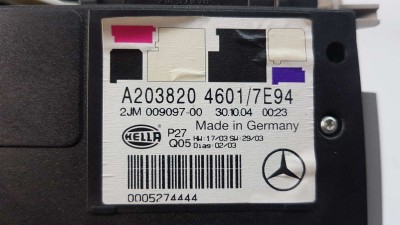 A203820 4601/7E94
2JM 009097-00 30.10.04 00:23
HELLA P27 Made in Germany
Q05 HW:17/03 SW:29/03
Diag:02/03
0005274444